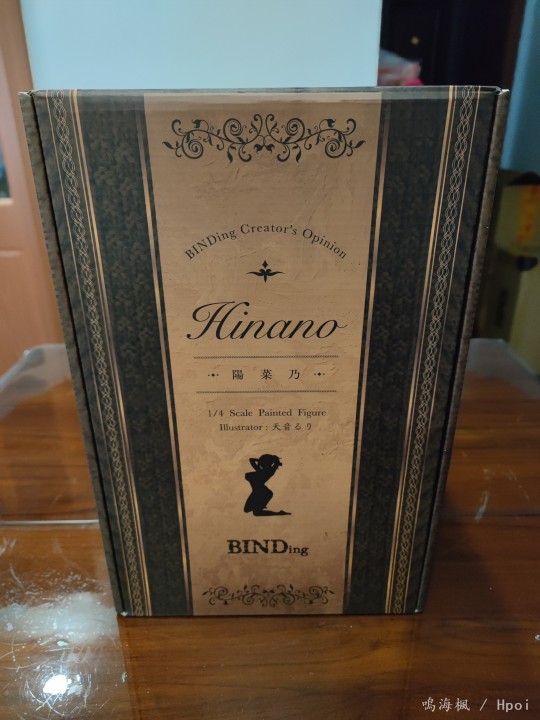 BINDing Creator's Opinion
Hinano
陽菜乃
1/4 Scale Painted Figure
Illustrator : 天音るり
BINDing
鳴海楓 / Hpoi